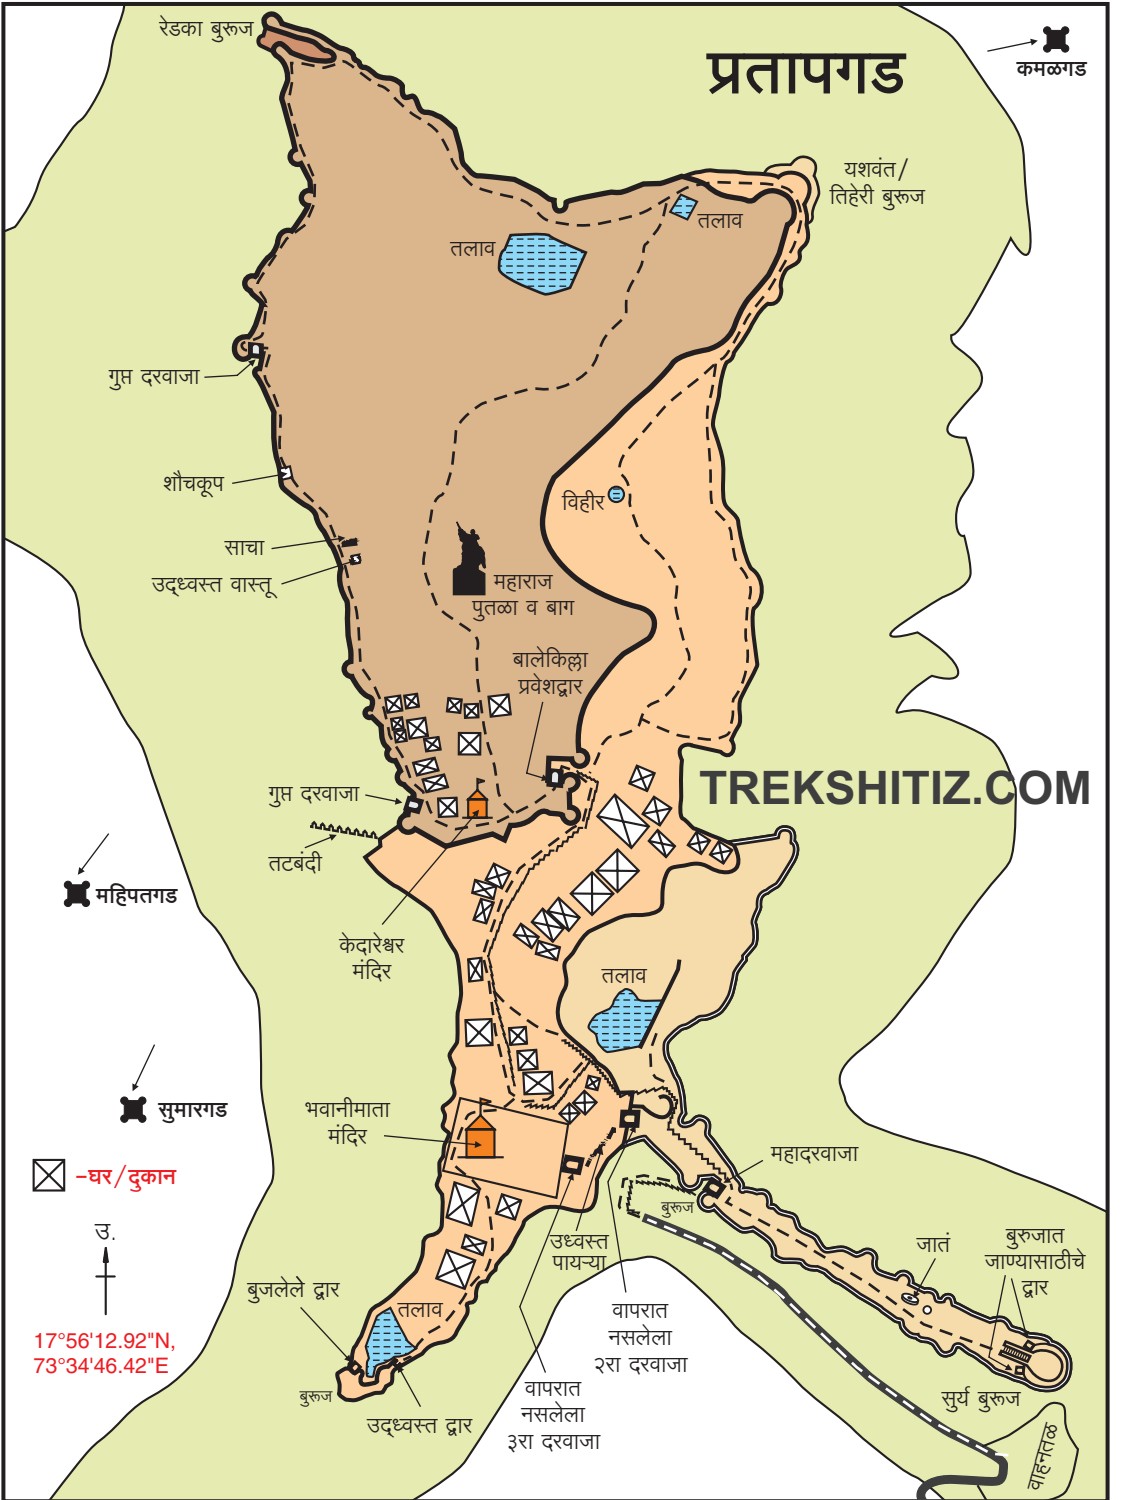 रेडका बुरूज
प्रतापगड
कमळगड
यशवंत/
तिहेरी बुरूज
तलाव
तलाव
गुप्त दरवाजा
शौचकूप
विहीर
साचा
उद्ध्वस्त वास्तू
महाराज
पुतळा व बाग
बालेकिल्ला
प्रवेशद्वार
TREKSHITIZ.COM
गुप्त दरवाजा
तटबंदी
महिपतगड
केदारेश्वर
मंदिर
तलाव
सुमारगड
भवानीमाता
मंदिर
महादरवाजा
-घर/दुकान
बुरूज
उ.
उध्वस्त
पायऱ्या
जातं
बुरुजात
जाण्यासाठीचे
द्वार
बुजलेले द्वार
तलाव
वापरात
नसलेला
२रा दरवाजा
17°56'12.92"N,
73°34'46.42"E
बुरूज
उद्ध्वस्त द्वार
वापरात
नसलेला
३रा दरवाजा
सुर्य बुरूज
वाहनतळ